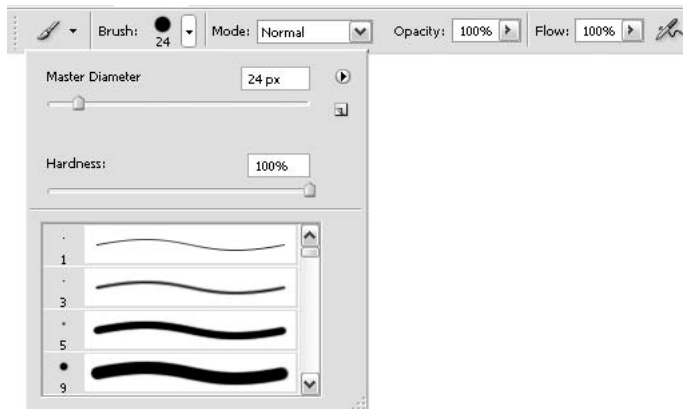 Brush: 24 Mode: Normal Opacity: 100% Flow: 100%
Master Diameter 24 px
Hardness: 100%
1
3
5
9